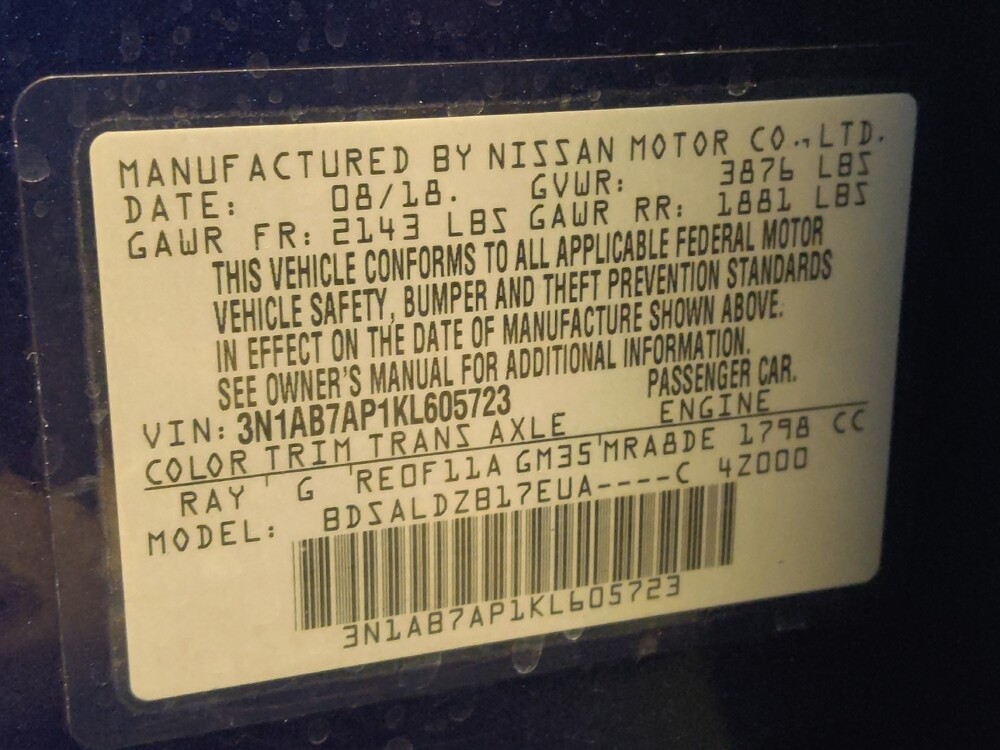 MANUFACTURED BY NISSAN MOTOR CO., LTD.
DATE: 08/18. GVWR: 3876 LBS
GAWR FR: 2143 LBS GAWR RR: 1881 LBS
THIS VEHICLE CONFORMS TO ALL APPLICABLE FEDERAL MOTOR
VEHICLE SAFETY, BUMPER AND THEFT PREVENTION STANDARDS
IN EFFECT ON THE DATE OF MANUFACTURE SHOWN ABOVE.
SEE OWNER'S MANUAL FOR ADDITIONAL INFORMATION.
VIN: 3N1AB7AP1KL605723 PASSENGER CAR.
COLOR TRIM TRANS AXLE ENGINE
RAY G RE0F11A GM35 MRA8DE 1798 CC
MODEL: BDSALDZB17EUA----C 4Z000
3N1AB7AP1KL605723